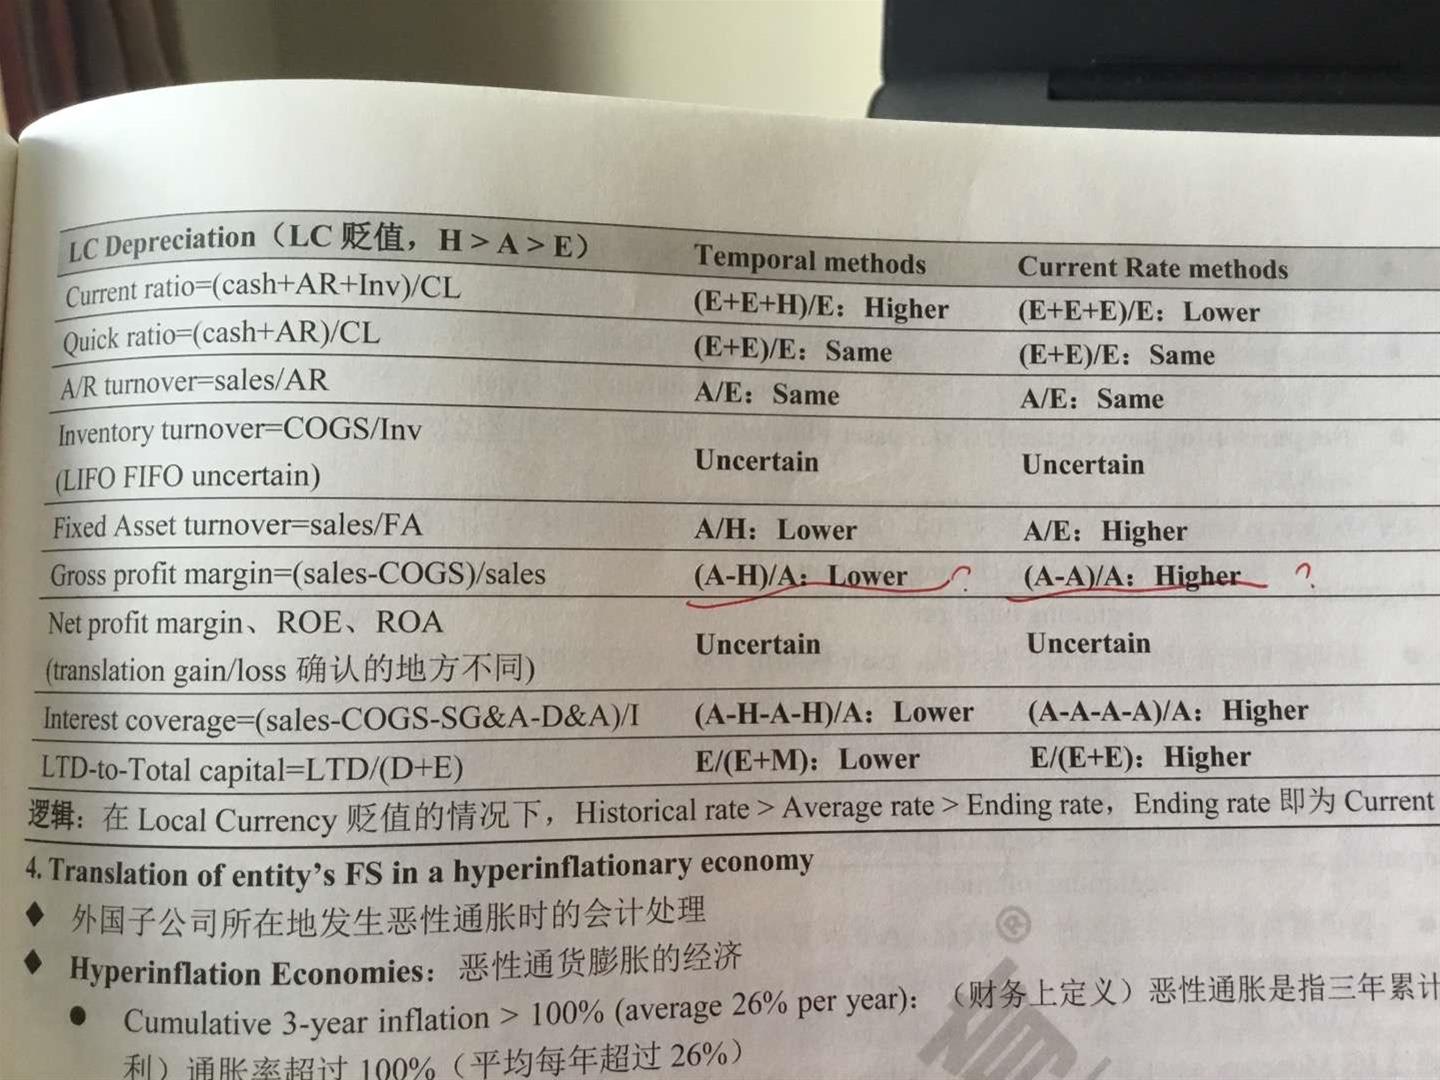 LC Depreciation（LC 贬值，H > A > E） Temporal methods Current Rate methods
Current ratio=(cash+AR+Inv)/CL (E+E+H)/E：Higher (E+E+E)/E：Lower
Quick ratio=(cash+AR)/CL (E+E)/E：Same (E+E)/E：Same
A/R turnover=sales/AR A/E：Same A/E：Same
Inventory turnover=COGS/Inv
(LIFO FIFO uncertain) Uncertain Uncertain
Fixed Asset turnover=sales/FA A/H：Lower A/E：Higher
Gross profit margin=(sales-COGS)/sales (A-H)/A：Lower ? (A-A)/A：Higher ?
Net profit margin、ROE、ROA
(translation gain/loss 确认的地方不同) Uncertain Uncertain
Interest coverage=(sales-COGS-SG&A-D&A)/I (A-H-A-H)/A：Lower (A-A-A-A)/A：Higher
LTD-to-Total capital=LTD/(D+E) E/(E+M)：Lower E/(E+E)：Higher
逻辑：在 Local Currency 贬值的情况下，Historical rate > Average rate > Ending rate，Ending rate 即为 Current
4. Translation of entity's FS in a hyperinflationary economy
◆ 外国子公司所在地发生恶性通胀时的会计处理
◆ Hyperinflation Economies：恶性通货膨胀的经济
● Cumulative 3-year inflation > 100% (average 26% per year)：（财务上定义）恶性通胀是指三年累计
利）通胀率超过 100%（平均每年超过 26%）